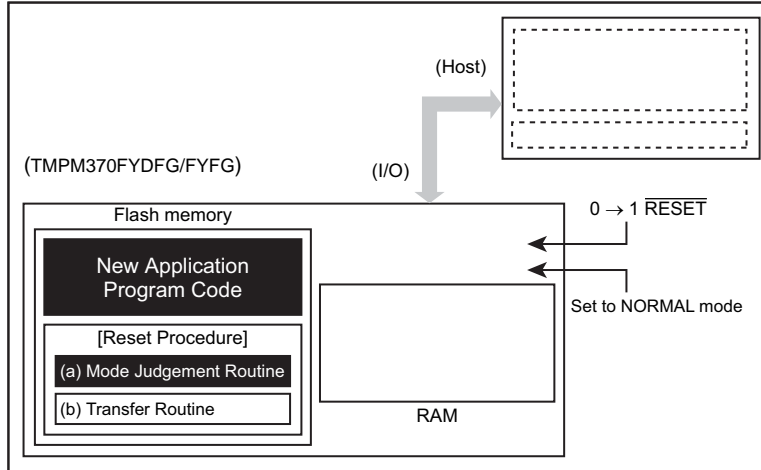 (Host)
(TMPM370FYDFG/FYFG)
(I/O)
Flash memory
0 → 1 RESET
New Application
Program Code
Set to NORMAL mode
[Reset Procedure]
(a) Mode Judgement Routine
(b) Transfer Routine
RAM